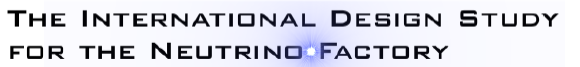 The International Design Study
for the Neutrino Factory